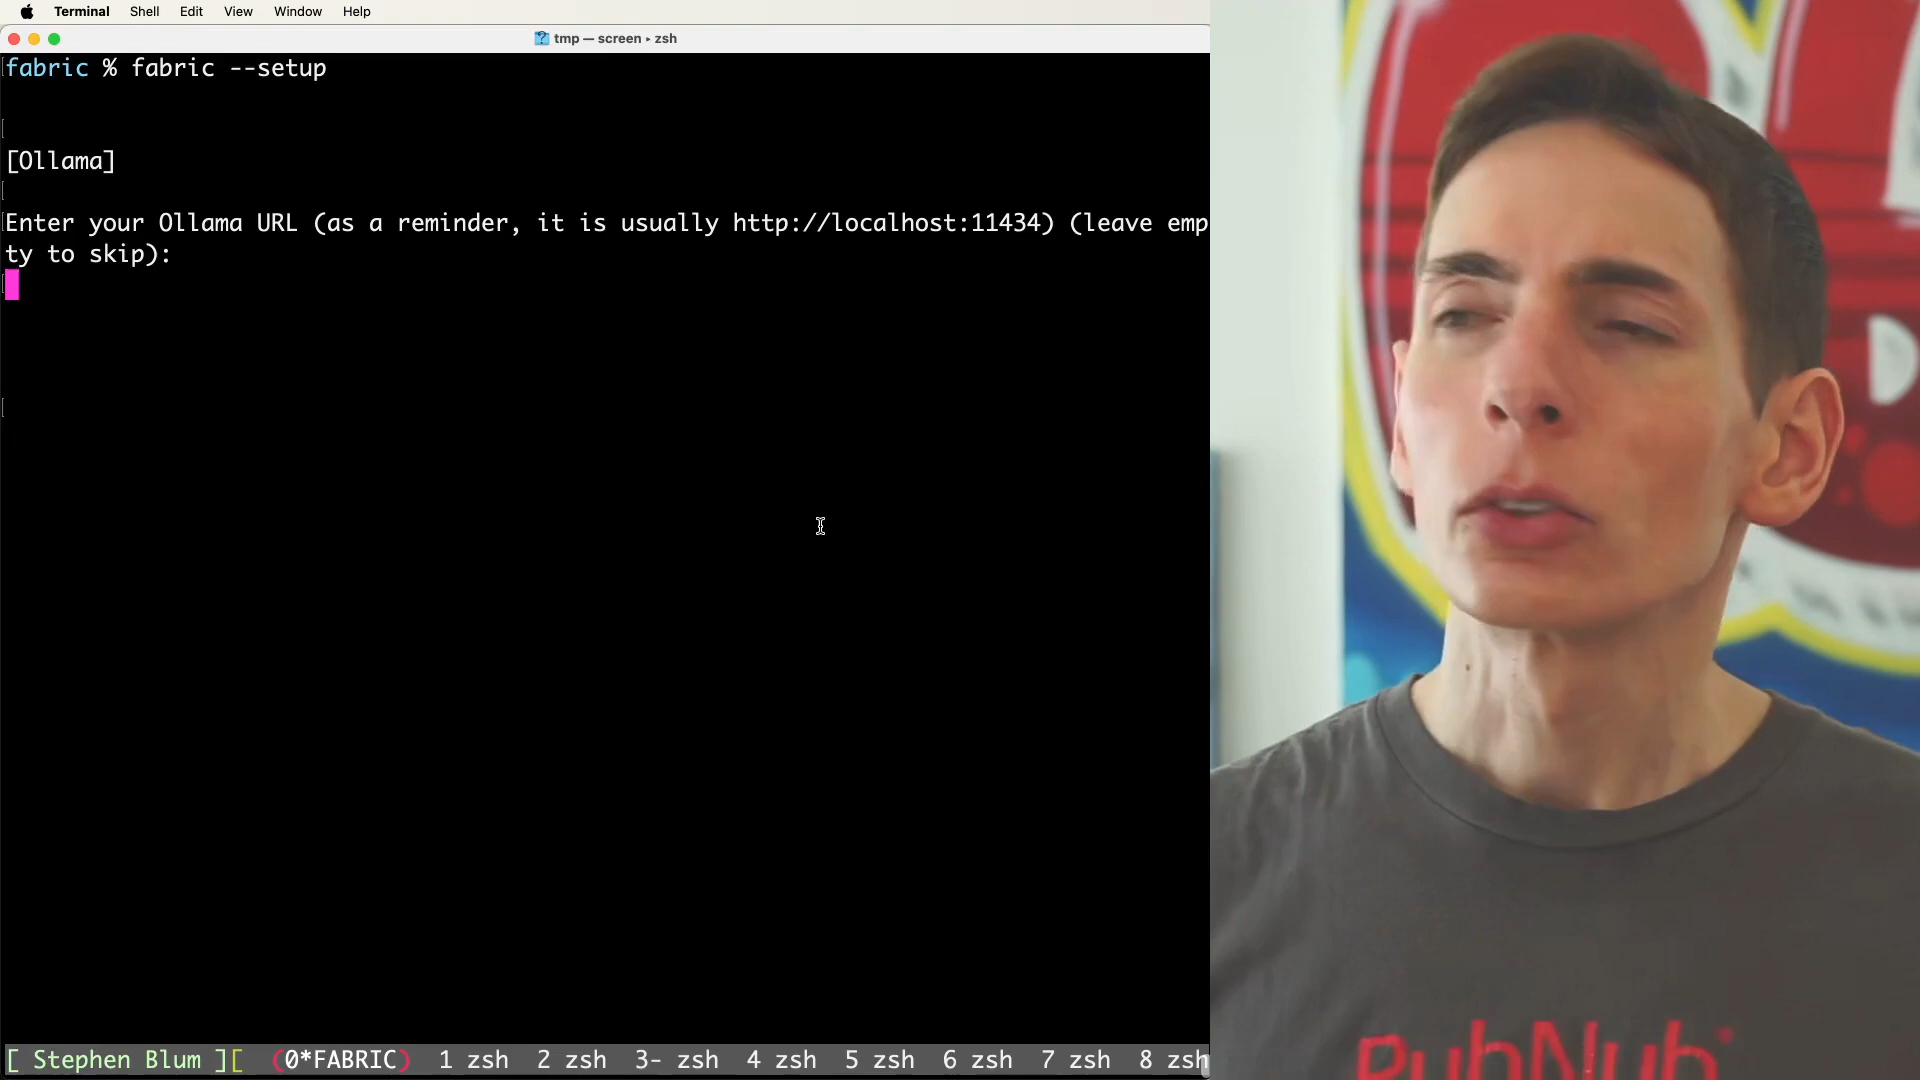 Terminal Shell Edit View Window Help
tmp — screen ▸ zsh
fabric % fabric --setup
[Ollama]
Enter your Ollama URL (as a reminder, it is usually http://localhost:11434) (leave emp
ty to skip):
[ Stephen Blum ][ (0*FABRIC) 1 zsh 2 zsh 3- zsh 4 zsh 5 zsh 6 zsh 7 zsh 8 zsh
PubNub